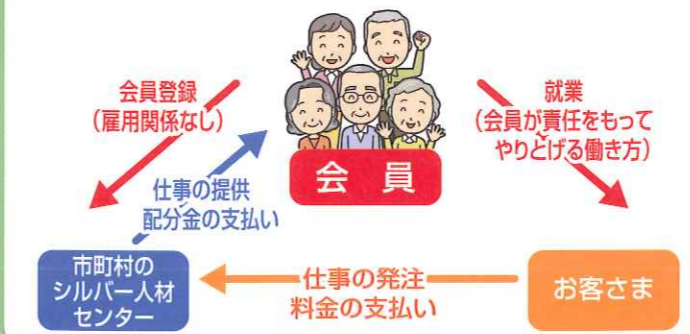 会員登録
（雇用関係なし）
就業
（会員が責任をもって
やりとげる働き方）
会員
仕事の提供
配分金の支払い
市町村の
シルバー人材
センター
仕事の発注
料金の支払い
お客さま